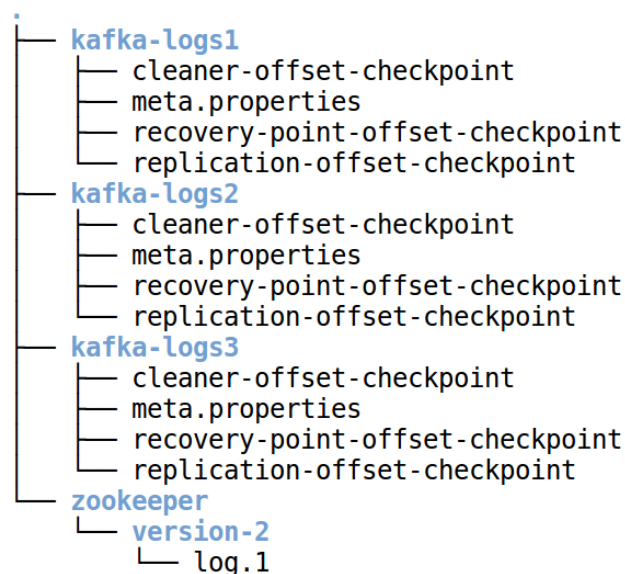 .
├── kafka-logs1
│   ├── cleaner-offset-checkpoint
│   ├── meta.properties
│   ├── recovery-point-offset-checkpoint
│   └── replication-offset-checkpoint
├── kafka-logs2
│   ├── cleaner-offset-checkpoint
│   ├── meta.properties
│   ├── recovery-point-offset-checkpoint
│   └── replication-offset-checkpoint
├── kafka-logs3
│   ├── cleaner-offset-checkpoint
│   ├── meta.properties
│   ├── recovery-point-offset-checkpoint
│   └── replication-offset-checkpoint
└── zookeeper
    └── version-2
        └── log.1